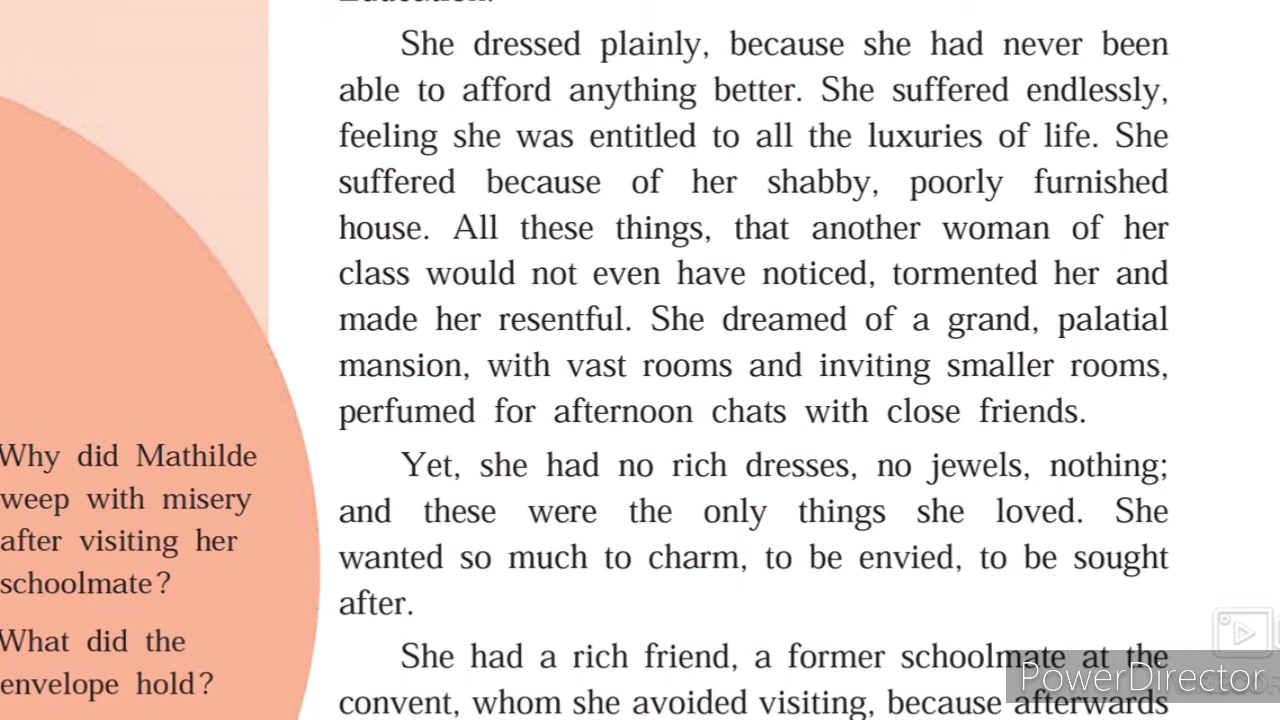 Education.
She dressed plainly, because she had never been
able to afford anything better. She suffered endlessly,
feeling she was entitled to all the luxuries of life. She
suffered because of her shabby, poorly furnished
house. All these things, that another woman of her
class would not even have noticed, tormented her and
made her resentful. She dreamed of a grand, palatial
mansion, with vast rooms and inviting smaller rooms,
perfumed for afternoon chats with close friends.
Yet, she had no rich dresses, no jewels, nothing;
and these were the only things she loved. She
wanted so much to charm, to be envied, to be sought
after.
She had a rich friend, a former schoolmate at the
convent, whom she avoided visiting, because afterwards
Why did Mathilde
weep with misery
after visiting her
schoolmate?
What did the
envelope hold?
PowerDirector